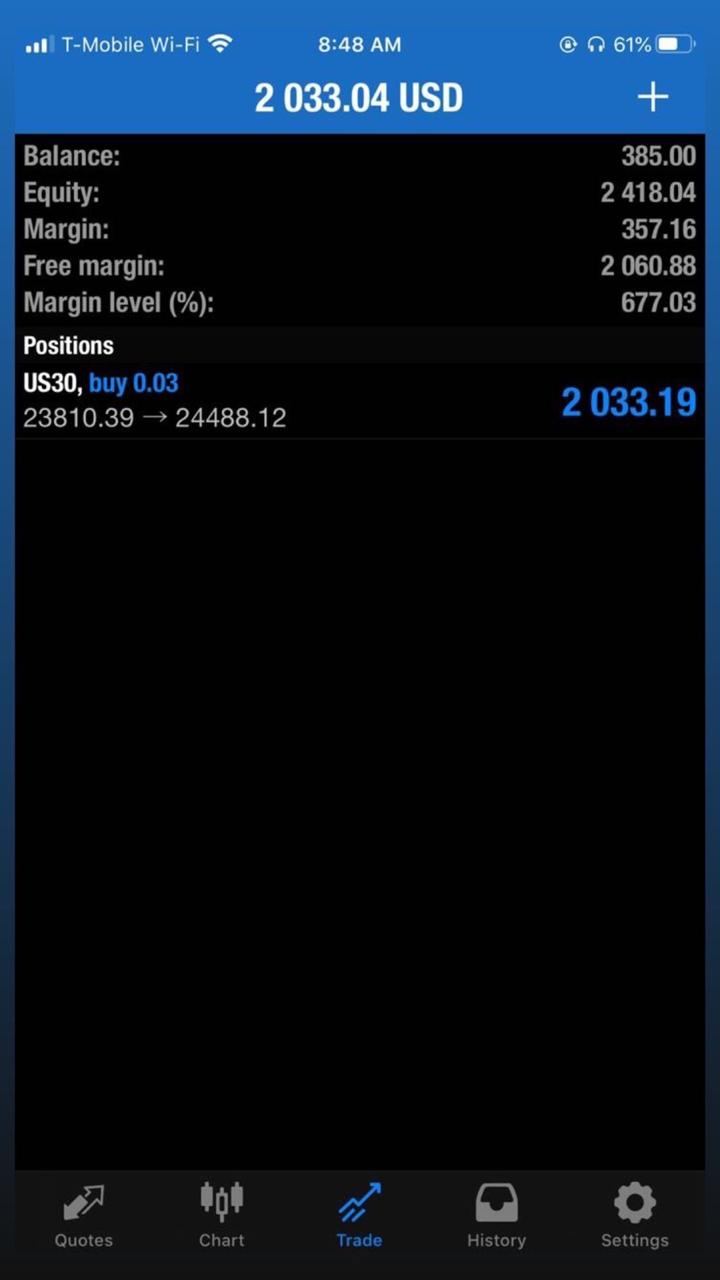 T-Mobile Wi-Fi 8:48 AM 61%
2 033.04 USD +
Balance: 385.00
Equity: 2 418.04
Margin: 357.16
Free margin: 2 060.88
Margin level (%): 677.03
Positions
US30, buy 0.03 2 033.19
23810.39 → 24488.12
Quotes Chart Trade History Settings